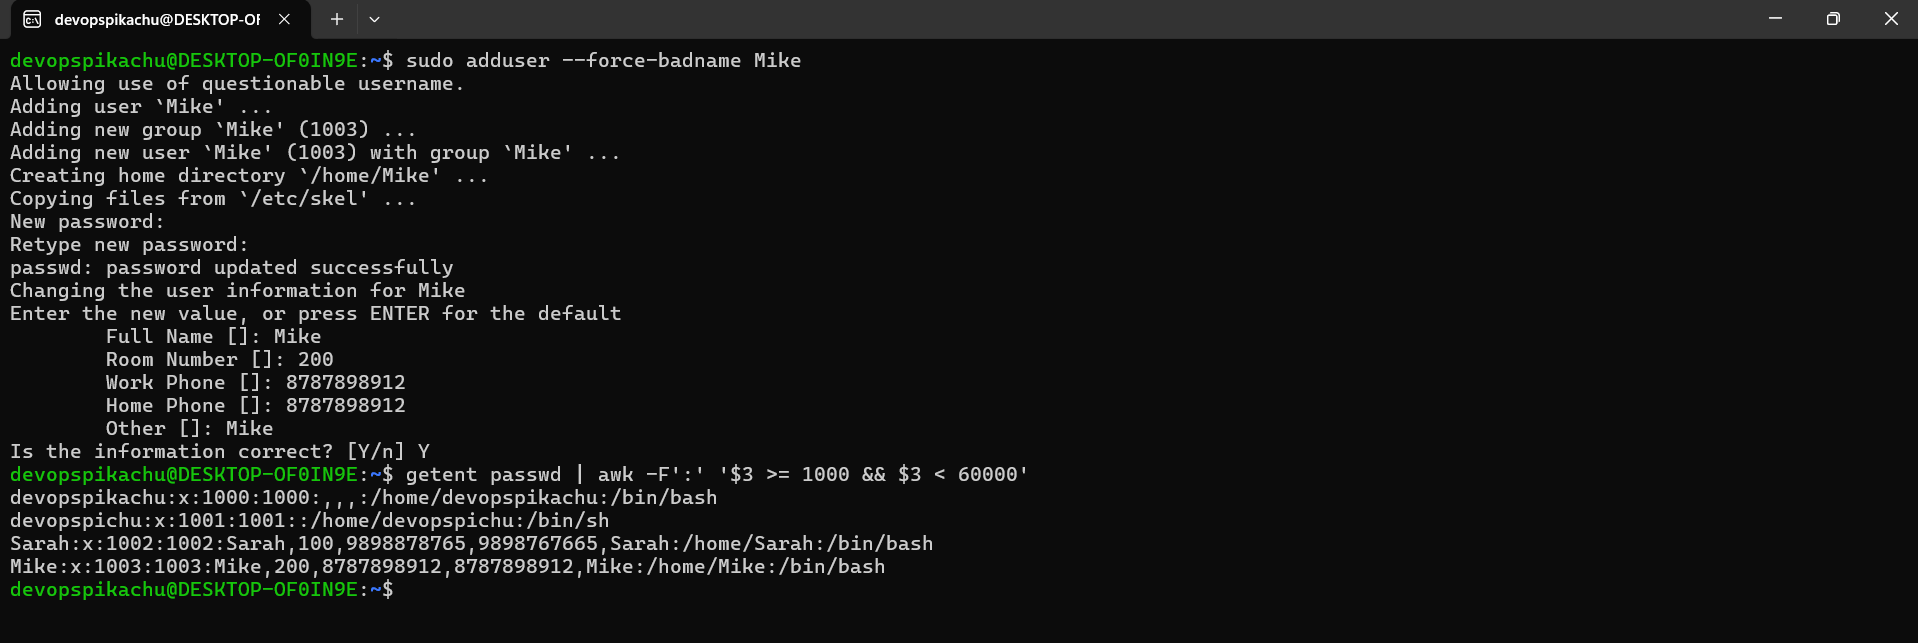 devopspikachu@DESKTOP-OF
devopspikachu@DESKTOP-OF0IN9E:~$ sudo adduser --force-badname Mike
Allowing use of questionable username.
Adding user `Mike' ...
Adding new group `Mike' (1003) ...
Adding new user `Mike' (1003) with group `Mike' ...
Creating home directory `/home/Mike' ...
Copying files from `/etc/skel' ...
New password:
Retype new password:
passwd: password updated successfully
Changing the user information for Mike
Enter the new value, or press ENTER for the default
        Full Name []: Mike
        Room Number []: 200
        Work Phone []: 8787898912
        Home Phone []: 8787898912
        Other []: Mike
Is the information correct? [Y/n] Y
devopspikachu@DESKTOP-OF0IN9E:~$ getent passwd | awk -F':' '$3 >= 1000 && $3 < 60000'
devopspikachu:x:1000:1000:,,,:/home/devopspikachu:/bin/bash
devopspichu:x:1001:1001::/home/devopspichu:/bin/sh
Sarah:x:1002:1002:Sarah,100,9898878765,9898767665,Sarah:/home/Sarah:/bin/bash
Mike:x:1003:1003:Mike,200,8787898912,8787898912,Mike:/home/Mike:/bin/bash
devopspikachu@DESKTOP-OF0IN9E:~$